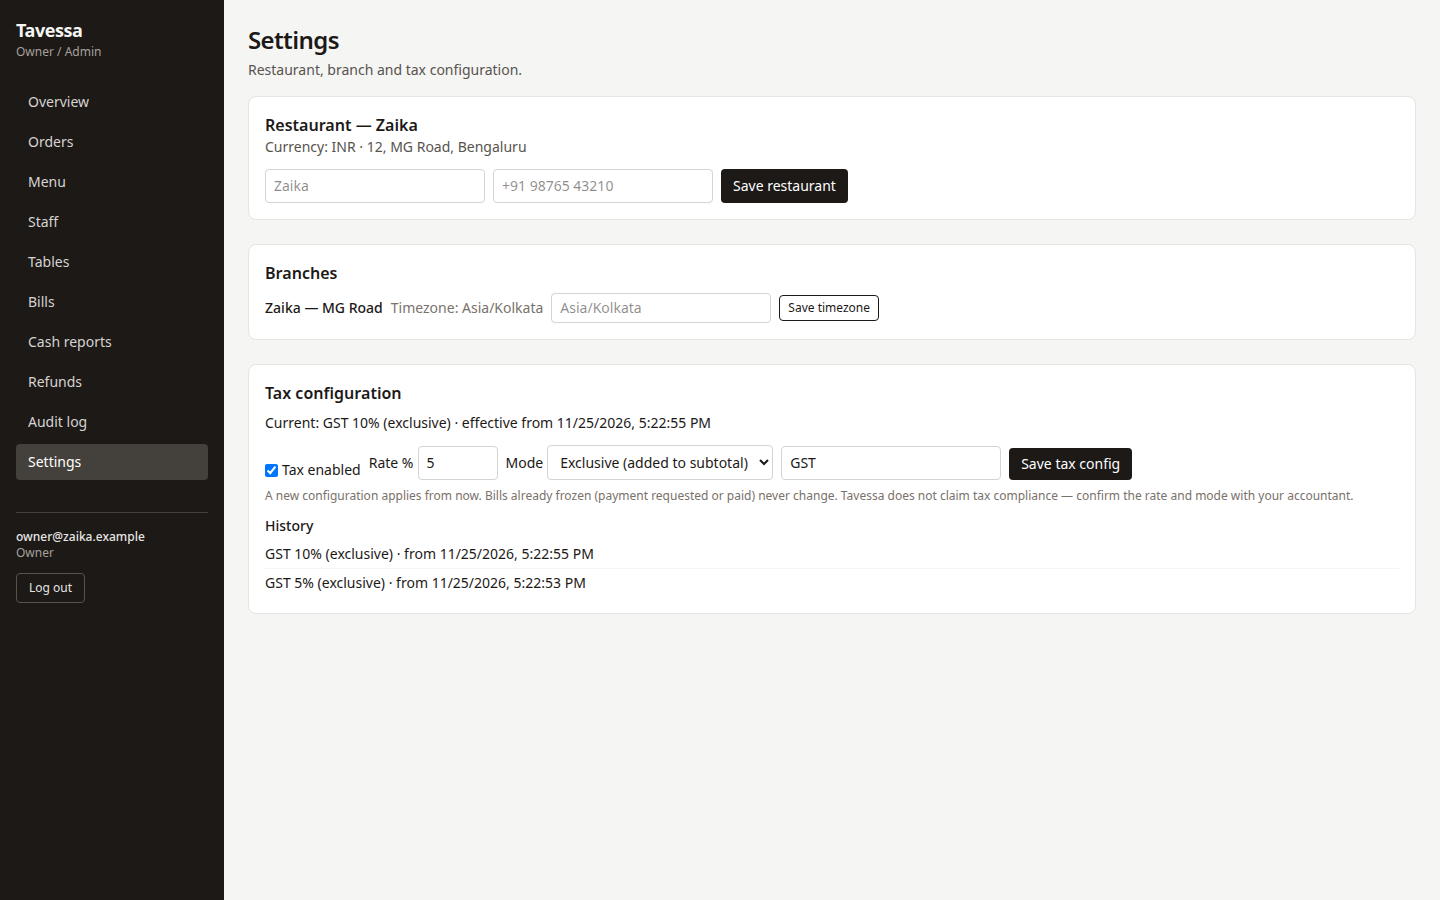 Tavessa
Owner / Admin
Overview
Orders
Menu
Staff
Tables
Bills
Cash reports
Refunds
Audit log
Settings
owner@zaika.example
Owner
Log out
Settings
Restaurant, branch and tax configuration.
Restaurant — Zaika
Currency: INR · 12, MG Road, Bengaluru
Zaika +91 98765 43210 Save restaurant
Branches
Zaika — MG Road Timezone: Asia/Kolkata Asia/Kolkata Save timezone
Tax configuration
Current: GST 10% (exclusive) · effective from 11/25/2026, 5:22:55 PM
Tax enabled Rate % 5 Mode Exclusive (added to subtotal) GST Save tax config
A new configuration applies from now. Bills already frozen (payment requested or paid) never change. Tavessa does not claim tax compliance — confirm the rate and mode with your accountant.
History
GST 10% (exclusive) · from 11/25/2026, 5:22:55 PM
GST 5% (exclusive) · from 11/25/2026, 5:22:53 PM